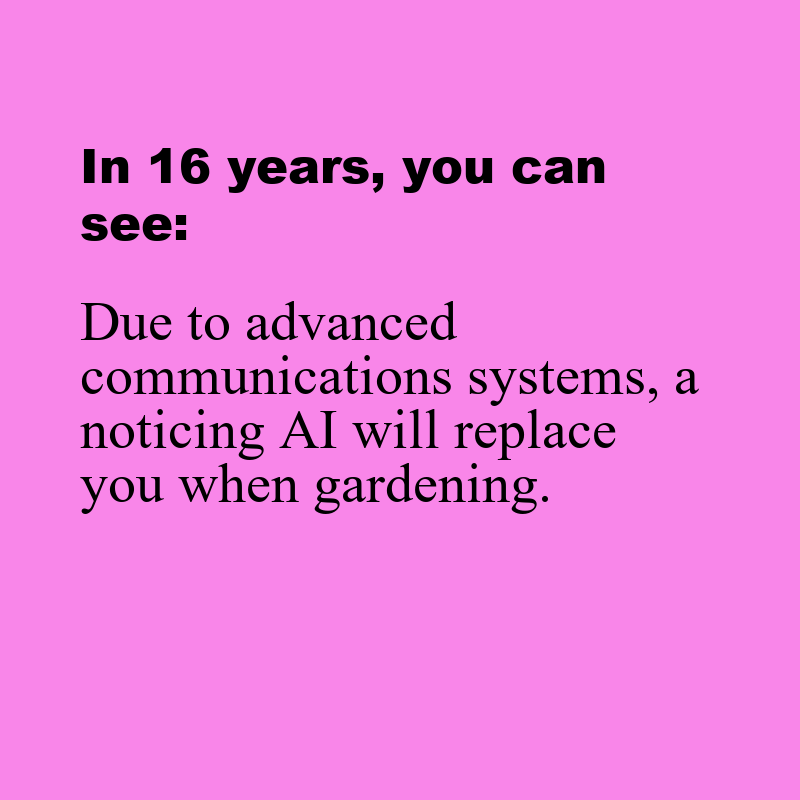 In 16 years, you can
see:
Due to advanced
communications systems, a
noticing AI will replace
you when gardening.